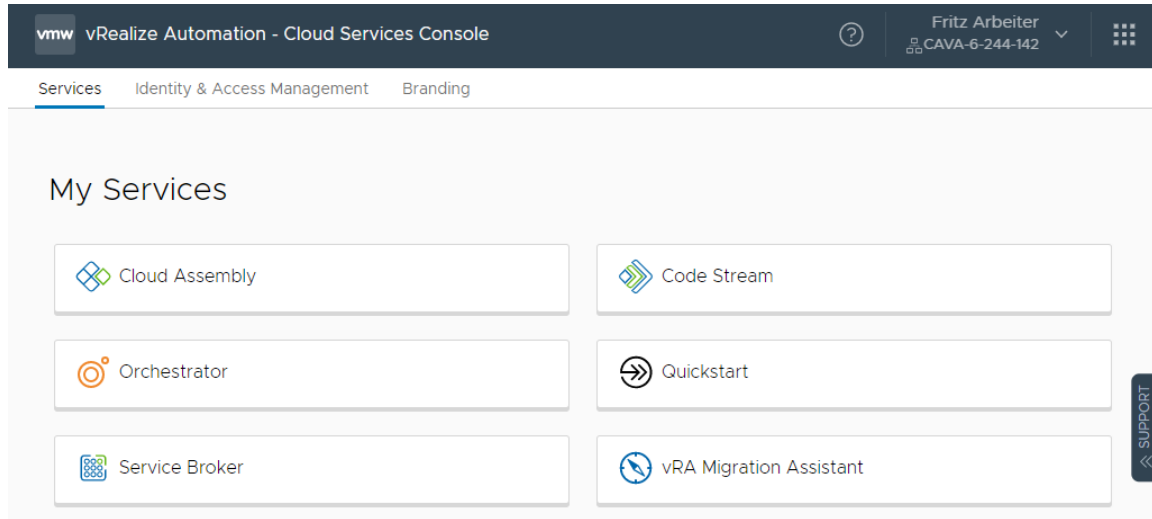 vmw vRealize Automation - Cloud Services Console
Fritz Arbeiter
CAVA-6-244-142
Services Identity & Access Management Branding
My Services
Cloud Assembly
Code Stream
Orchestrator
Quickstart
Service Broker
vRA Migration Assistant
SUPPORT